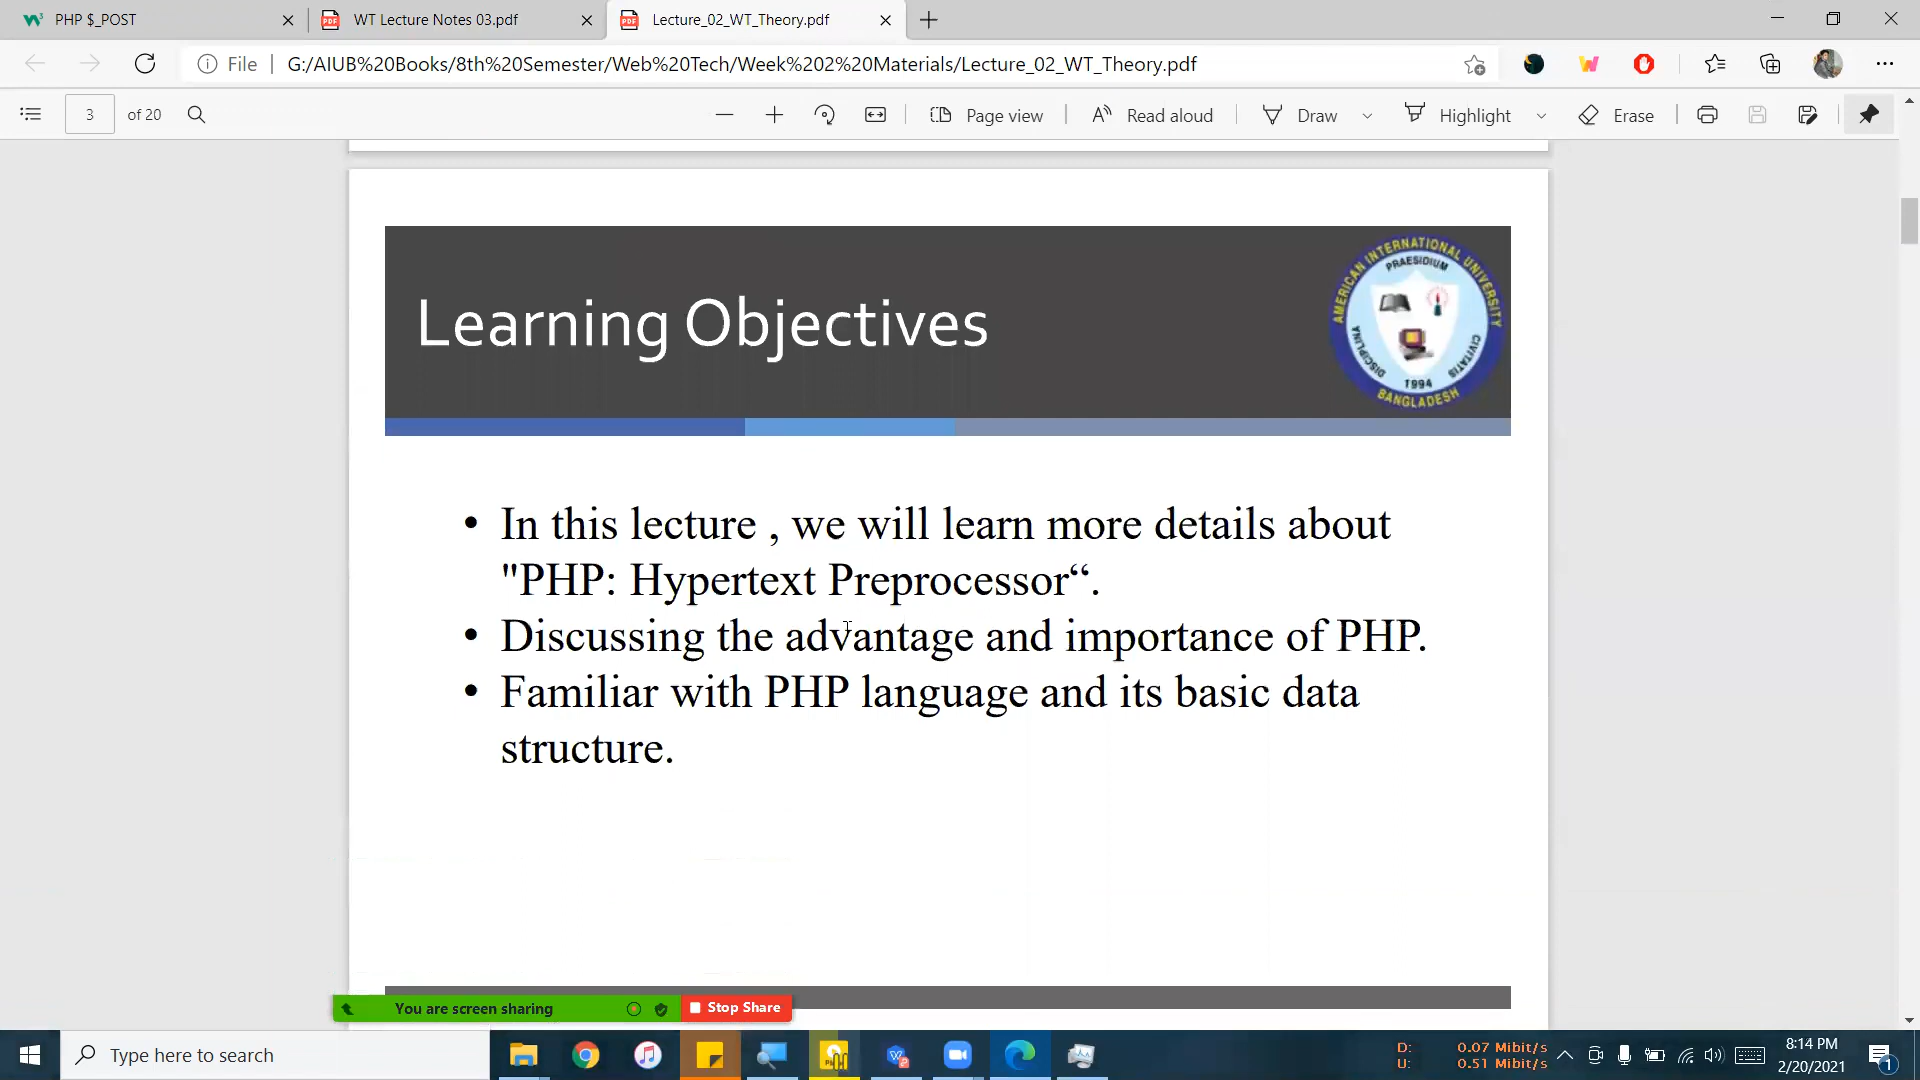 PHP $_POST
WT Lecture Notes 03.pdf
Lecture_02_WT_Theory.pdf
File
G:/AIUB%20Books/8th%20Semester/Web%20Tech/Week%202%20Materials/Lecture_02_WT_Theory.pdf
3 of 20
Page view
Read aloud
Draw
Highlight
Erase
Learning Objectives
AMERICAN INTERNATIONAL UNIVERSITY
PRAESIDIUM
DISCIPLINA
CIVITATIS
1994
BANGLADESH
• In this lecture , we will learn more details about
"PHP: Hypertext Preprocessor“.
• Discussing the advantage and importance of PHP.
• Familiar with PHP language and its basic data
structure.
You are screen sharing
Stop Share
Type here to search
D: 0.07 Mibit/s
U: 0.51 Mibit/s
8:14 PM
2/20/2021
1